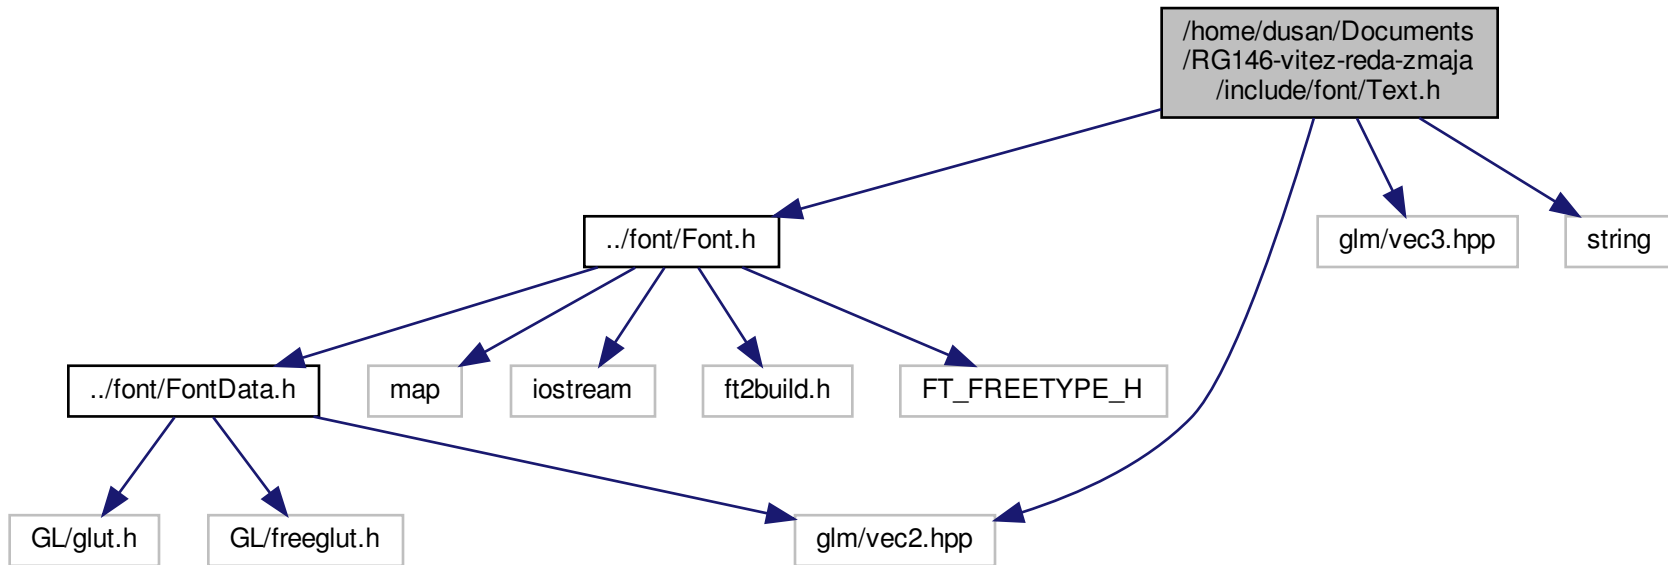 /home/dusan/Documents
/RG146-vitez-reda-zmaja
/include/font/Text.h
../font/Font.h
glm/vec3.hpp
string
../font/FontData.h
map
iostream
ft2build.h
FT_FREETYPE_H
GL/glut.h
GL/freeglut.h
glm/vec2.hpp